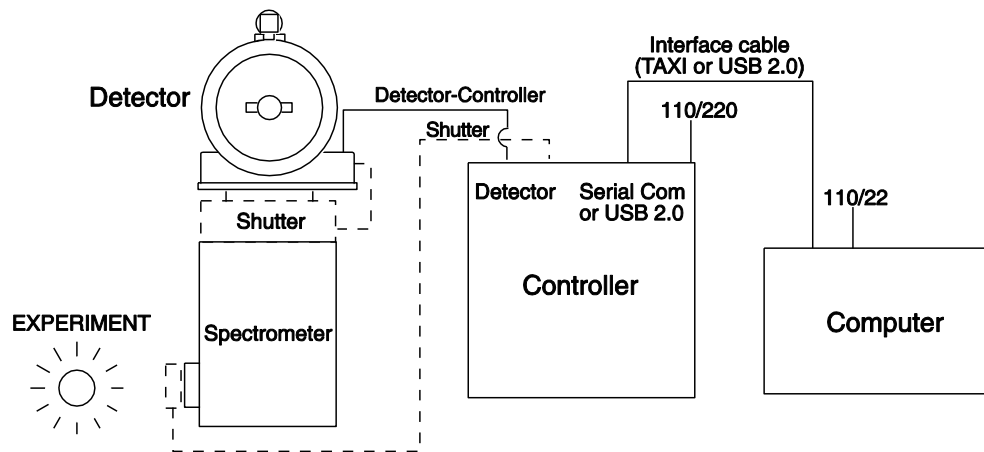 Interface cable
(TAXI or USB 2.0)
Detector
Detector-Controller
110/220
Shutter
Detector
Serial Com
or USB 2.0
110/22
Shutter
Controller
EXPERIMENT
Spectrometer
Computer